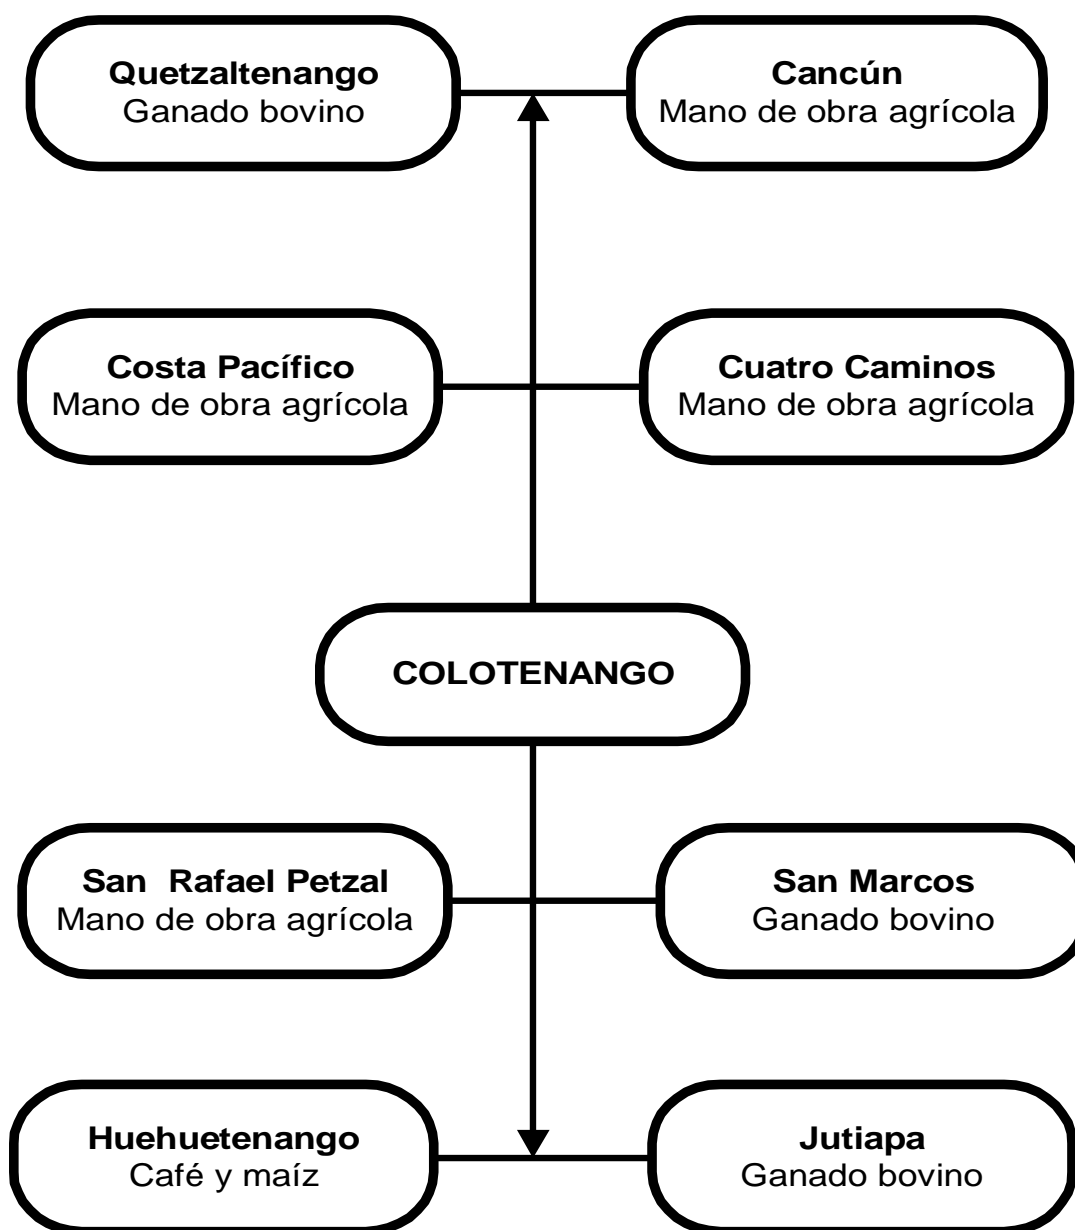 Quetzaltenango
Ganado bovino
Cancún
Mano de obra agrícola
Costa Pacífico
Mano de obra agrícola
Cuatro Caminos
Mano de obra agrícola
COLOTENANGO
San Rafael Petzal
Mano de obra agrícola
San Marcos
Ganado bovino
Huehuetenango
Café y maíz
Jutiapa
Ganado bovino